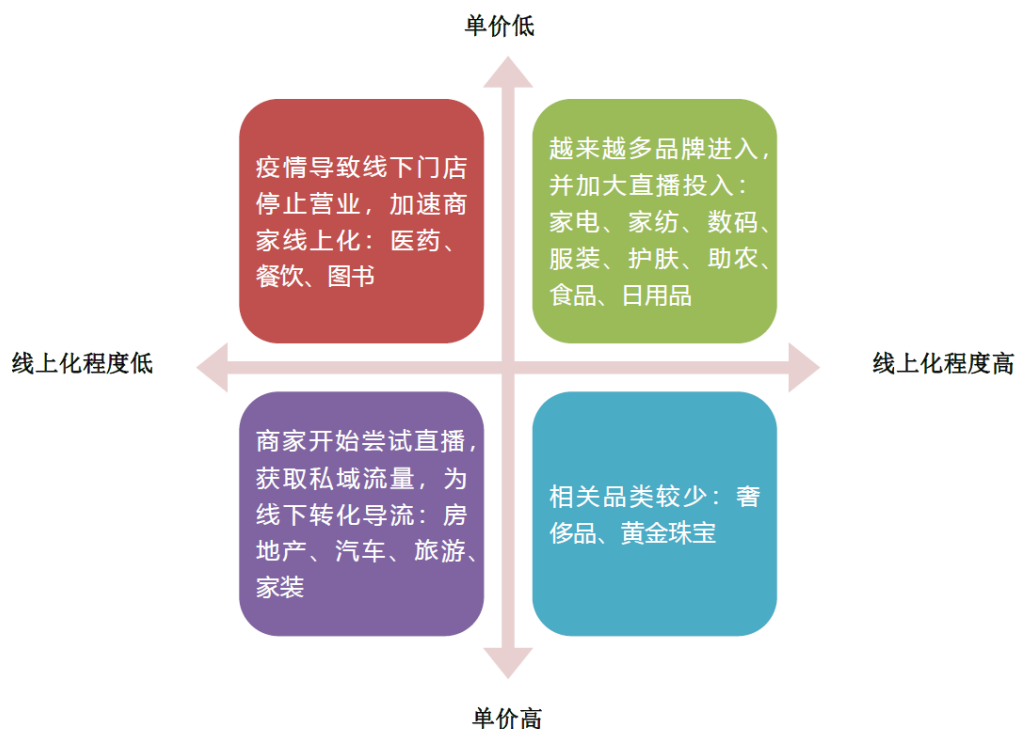 单价低
疫情导致线下门店
停止营业，加速商
家线上化：医药、
餐饮、图书
越来越多品牌进入，
并加大直播投入：
家电、家纺、数码、
服装、护肤、助农、
食品、日用品
线上化程度低
线上化程度高
商家开始尝试直播，
获取私域流量，为
线下转化导流：房
地产、汽车、旅游、
家装
相关品类较少：奢
侈品、黄金珠宝
单价高